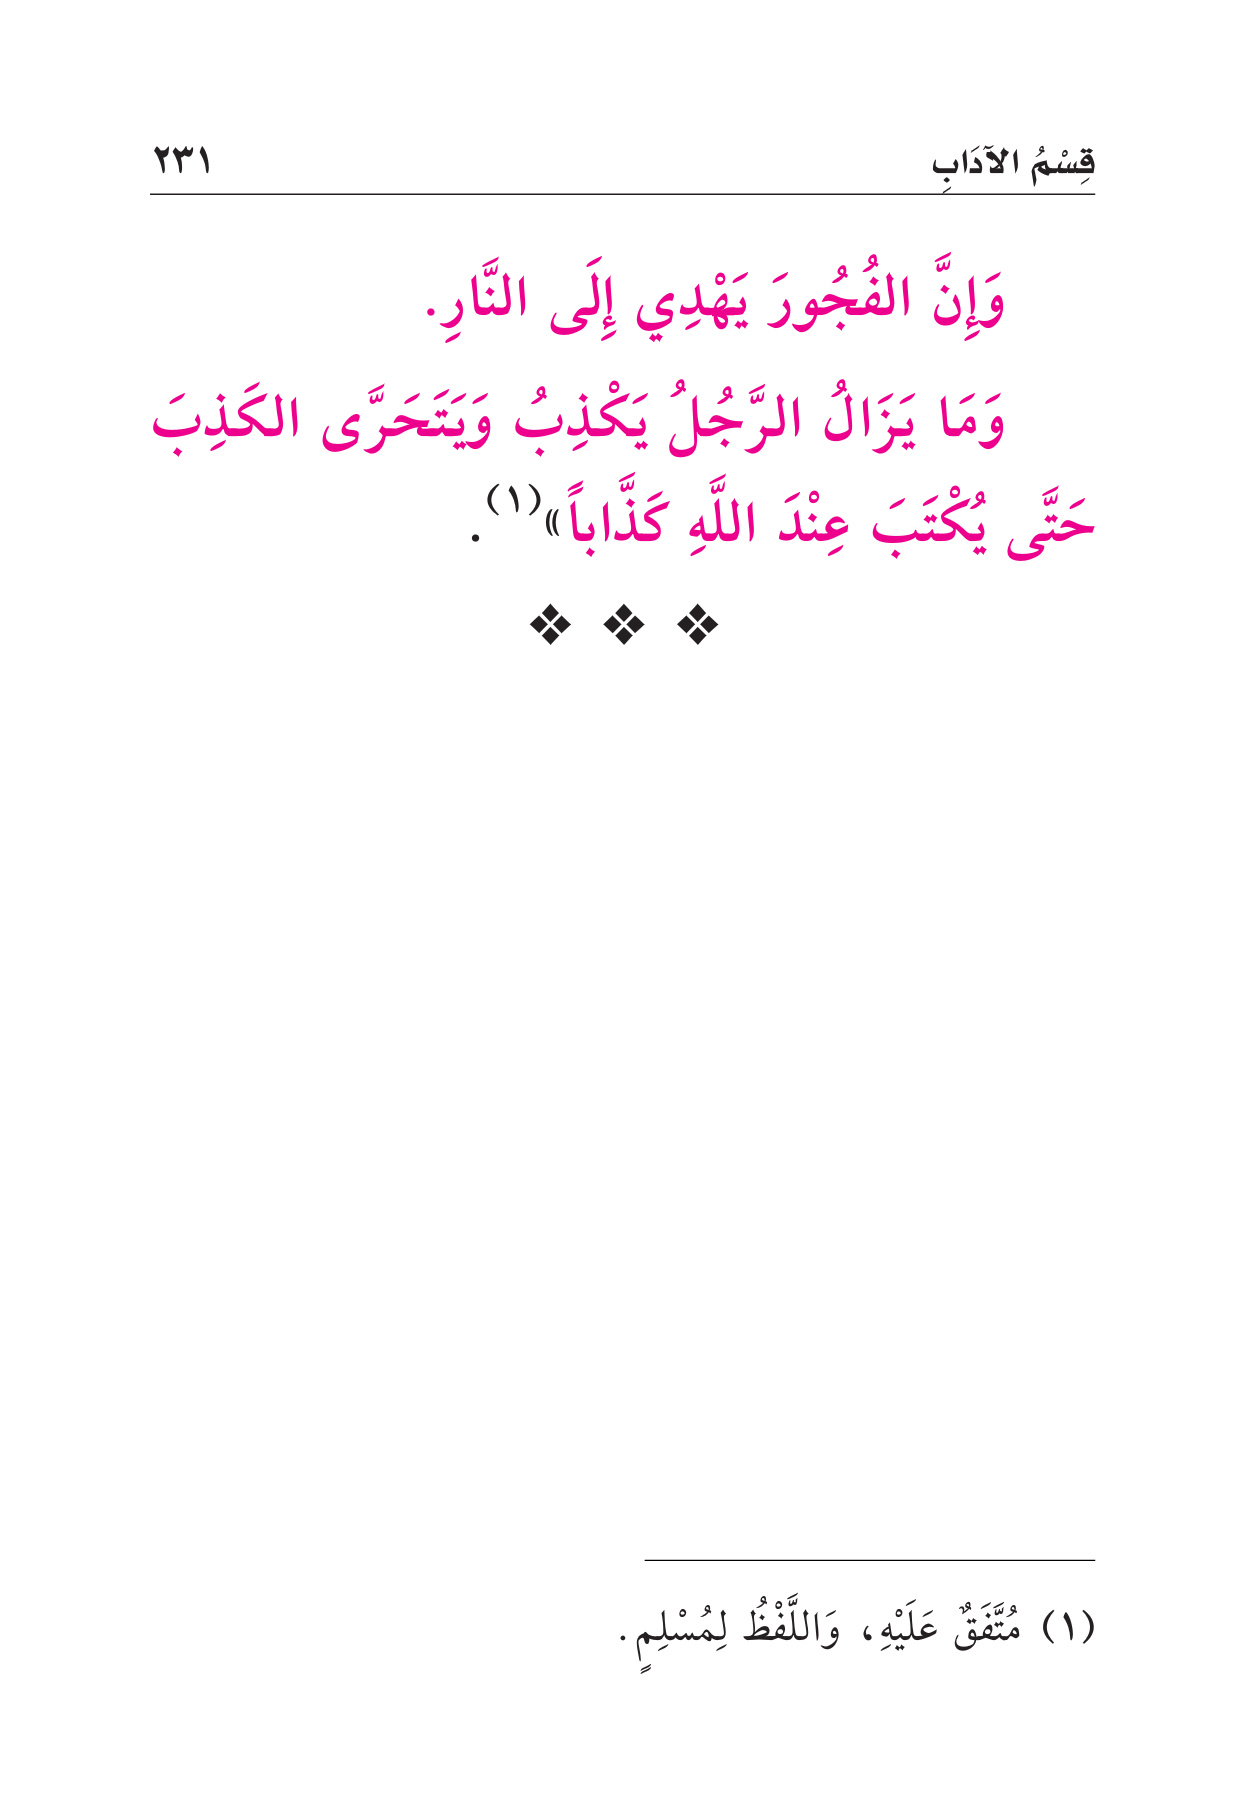 قِسْمُ الآدَابِ ٢٣١
وَإِنَّ الفُجُورَ يَهْدِي إِلَى النَّارِ.
وَمَا يَزَالُ الرَّجُلُ يَكْذِبُ وَيَتَحَرَّى الكَذِبَ
حَتَّى يُكْتَبَ عِنْدَ اللَّهِ كَذَّاباً»(١).
(١) مُتَّفَقٌ عَلَيْهِ، وَاللَّفْظُ لِمُسْلِمٍ.